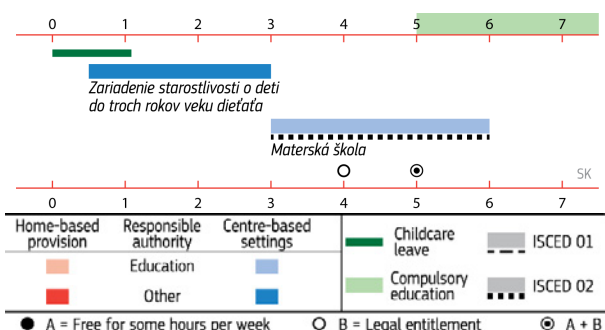 0 1 2 3 4 5 6 7
Zariadenie starostlivosti o deti
do troch rokov veku dieťaťa
Materská škola
SK
0 1 2 3 4 5 6 7
Home-based provision Responsible authority Centre-based settings
Education
Other
Childcare leave
ISCED 01
Compulsory education
ISCED 02
A = Free for some hours per week B = Legal entitlement A + B